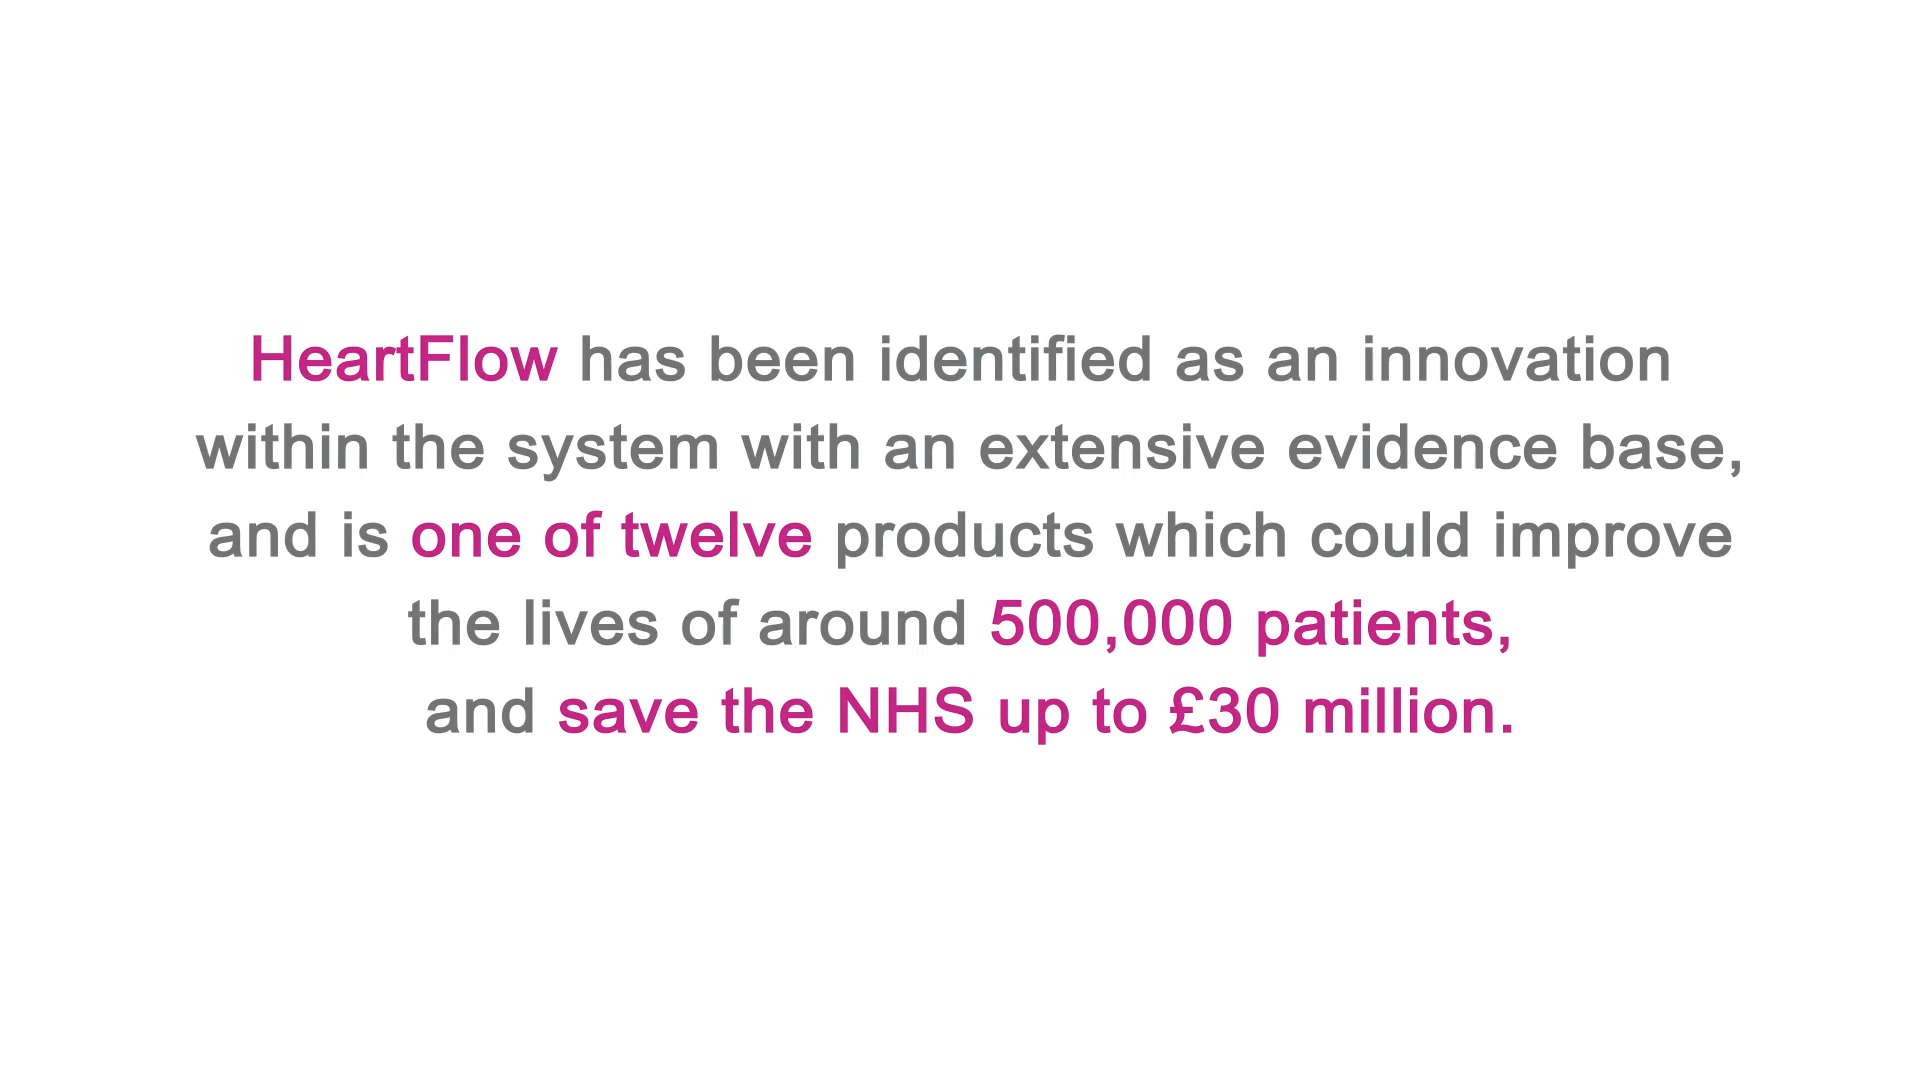 HeartFlow has been identified as an innovation
within the system with an extensive evidence base,
and is one of twelve products which could improve
the lives of around 500,000 patients,
and save the NHS up to £30 million.